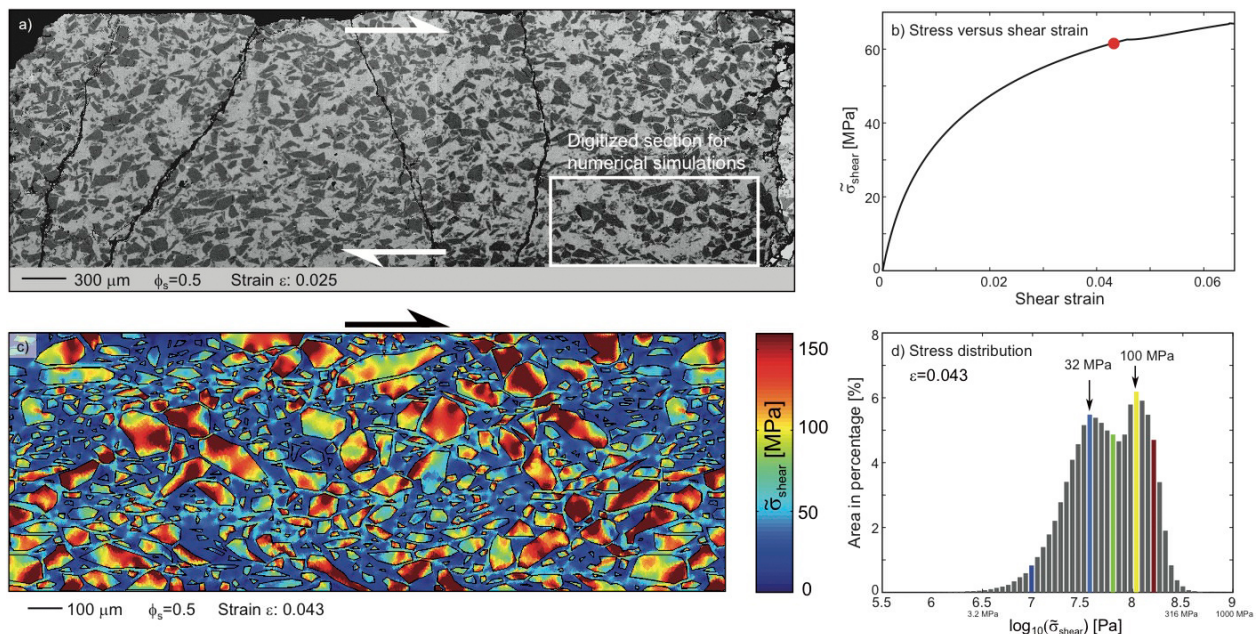 a)
Digitized section for
numerical simulations
300 μm ϕₛ=0.5 Strain ε: 0.025
b) Stress versus shear strain
σ̃shear [MPa]
60
40
20
0
0 0.02 0.04 0.06
Shear strain
c)
σ̃shear [MPa]
150
100
50
0
100 μm ϕₛ=0.5 Strain ε: 0.043
d) Stress distribution
ε=0.043
32 MPa
100 MPa
Area in percentage [%]
8
6
4
2
0
5.5 6 6.5 7 7.5 8 8.5 9
3.2 MPa 316 MPa 1000 MPa
log₁₀(σ̃shear) [Pa]